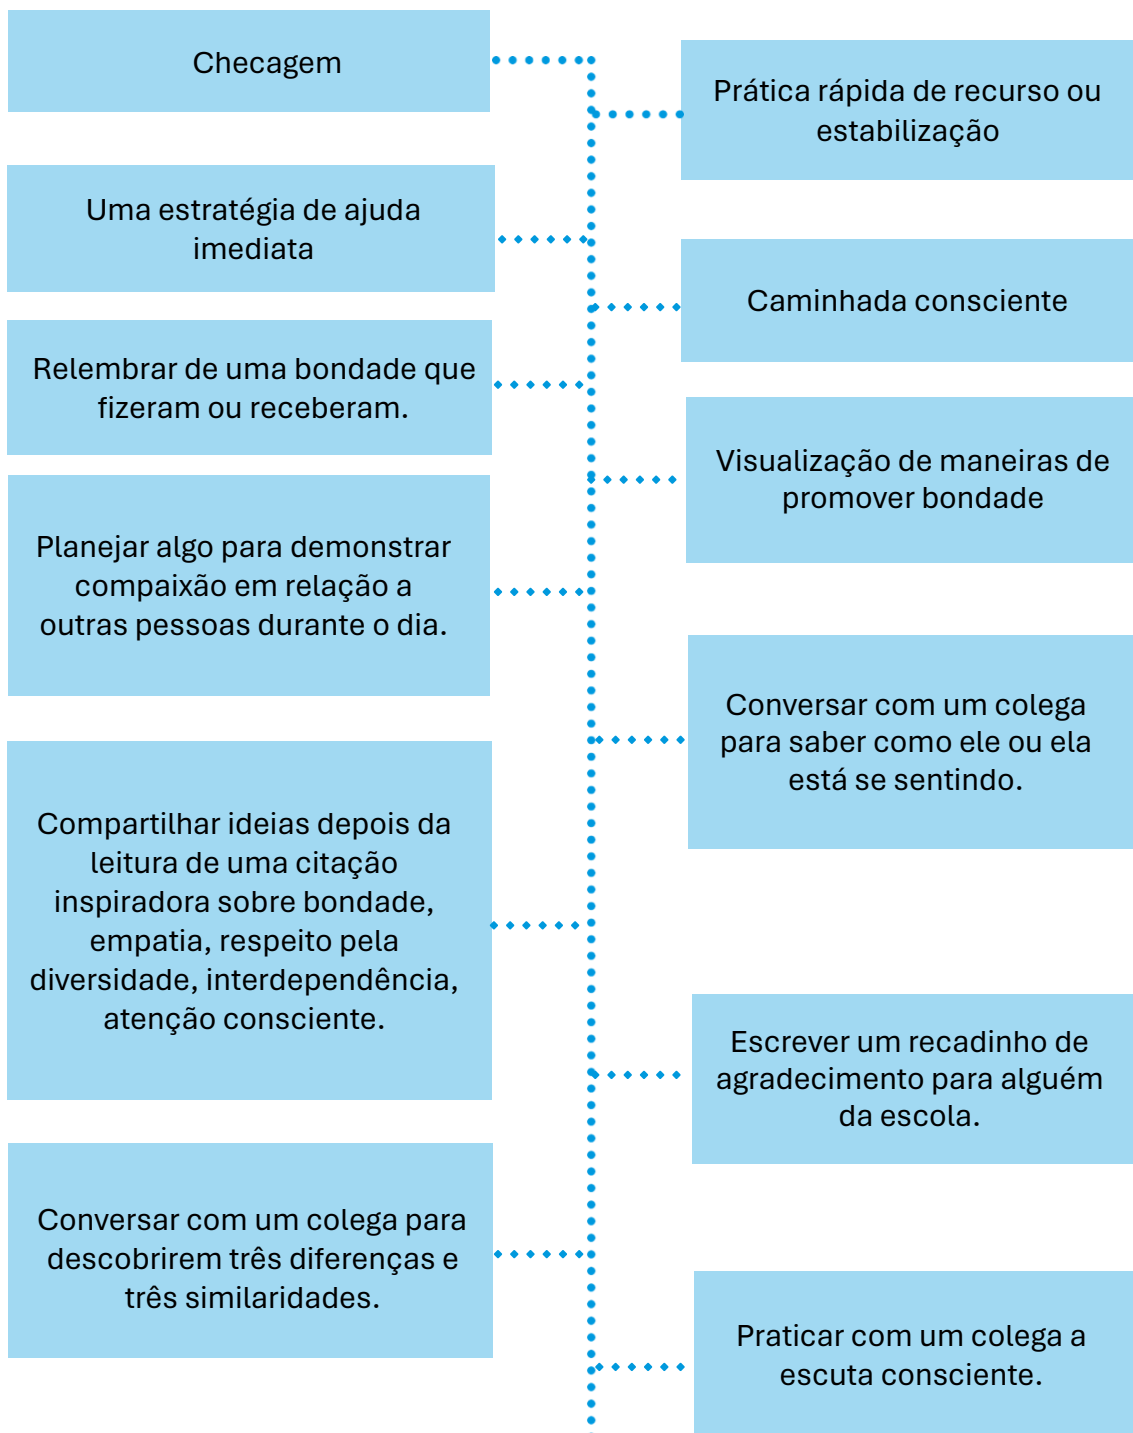 Checagem
Prática rápida de recurso ou
estabilização
Uma estratégia de ajuda
imediata
Caminhada consciente
Relembrar de uma bondade que
fizeram ou receberam.
Visualização de maneiras de
promover bondade
Planejar algo para demonstrar
compaixão em relação a
outras pessoas durante o dia.
Conversar com um colega
para saber como ele ou ela
está se sentindo.
Compartilhar ideias depois da
leitura de uma citação
inspiradora sobre bondade,
empatia, respeito pela
diversidade, interdependência,
atenção consciente.
Escrever um recadinho de
agradecimento para alguém
da escola.
Conversar com um colega para
descobrirem três diferenças e
três similaridades.
Praticar com um colega a
escuta consciente.